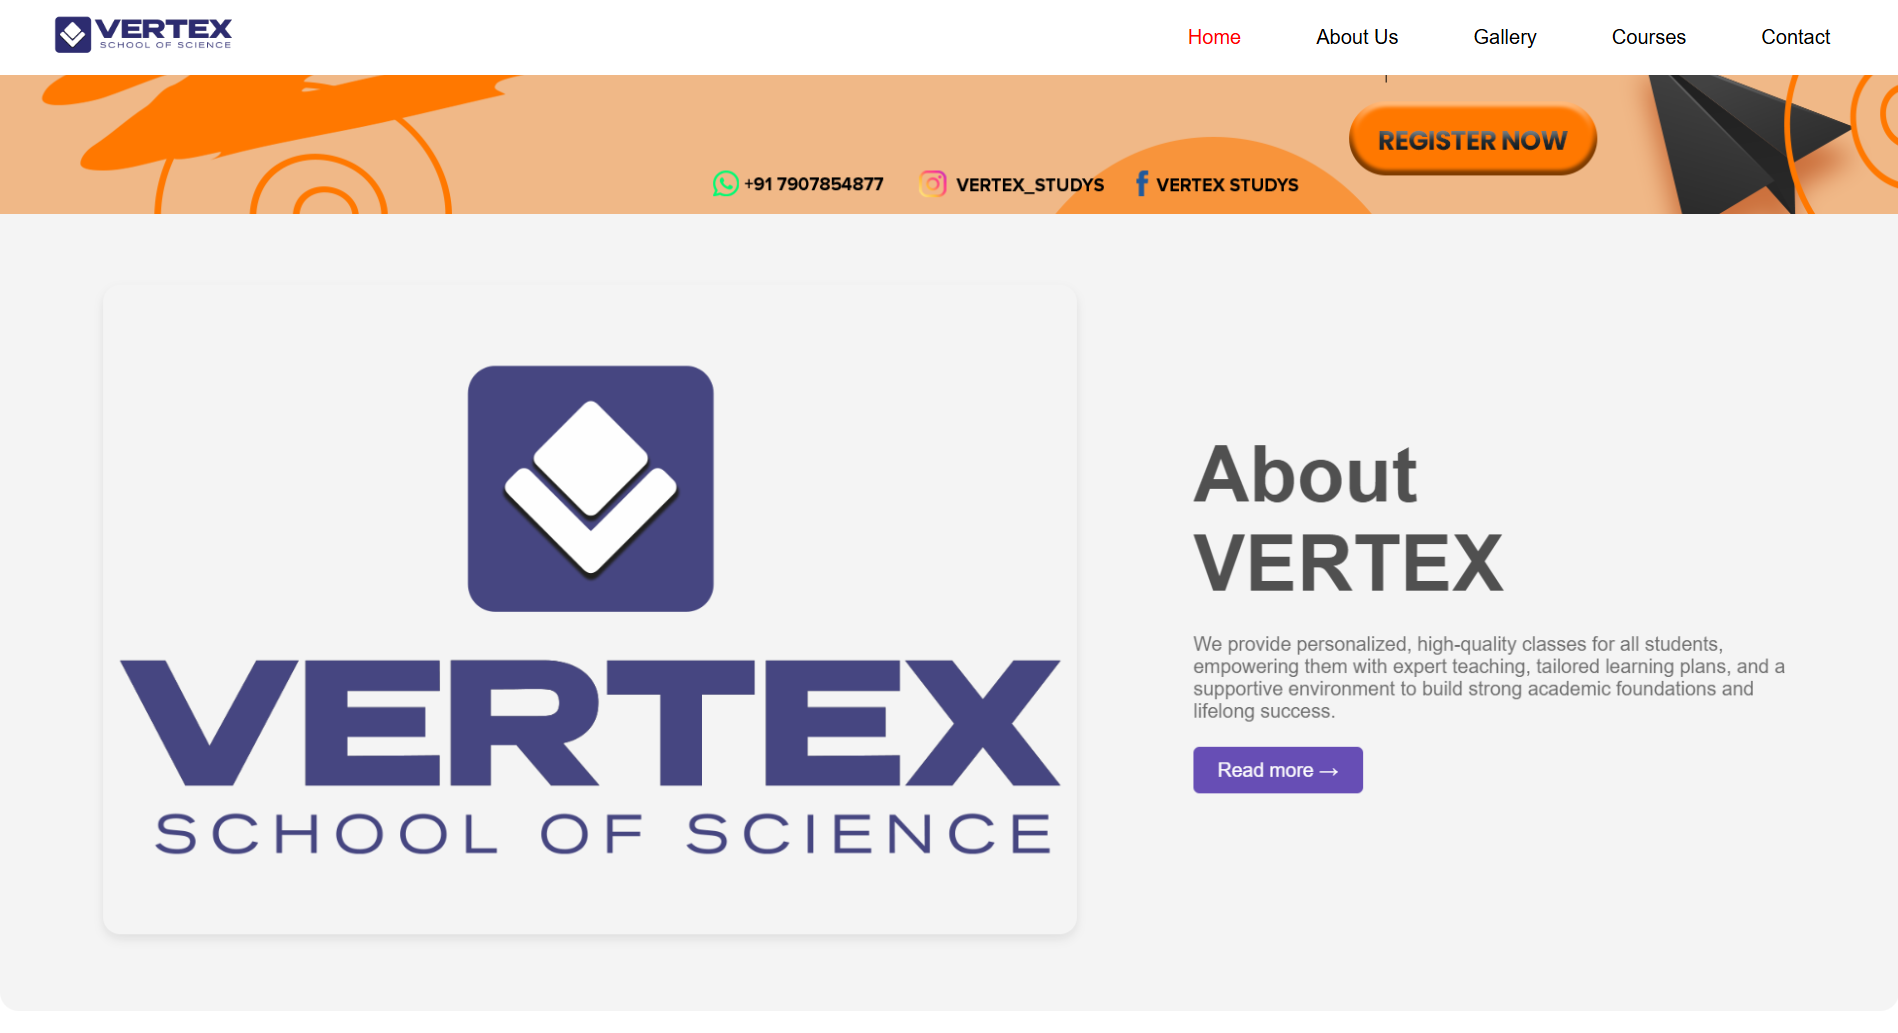 VERTEX
SCHOOL OF SCIENCE
Home About Us Gallery Courses Contact
REGISTER NOW
+91 7907854877 VERTEX_STUDYS VERTEX STUDYS
VERTEX
SCHOOL OF SCIENCE
About
VERTEX
We provide personalized, high-quality classes for all students,
empowering them with expert teaching, tailored learning plans, and a
supportive environment to build strong academic foundations and
lifelong success.
Read more →